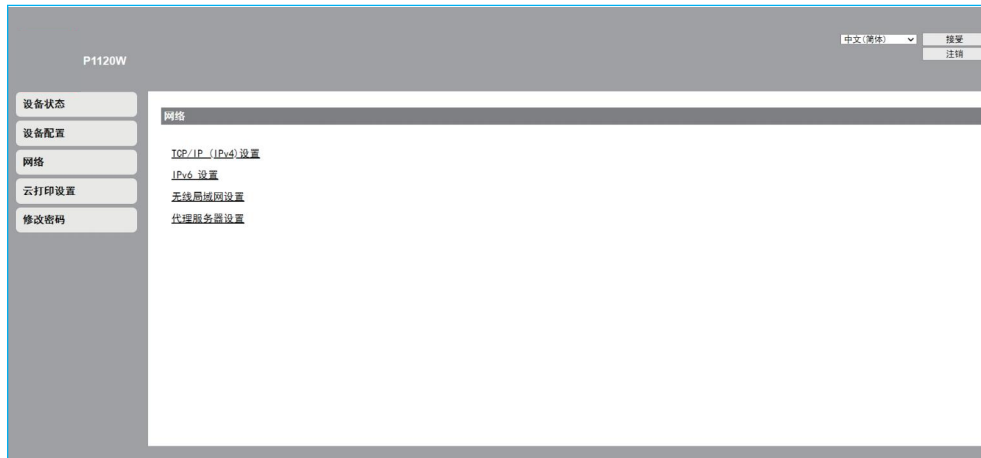 中文(简体)
接受
注销
P1120W
设备状态
设备配置
网络
云打印设置
修改密码
网络
TCP/IP (IPv4)设置
IPv6 设置
无线局域网设置
代理服务器设置